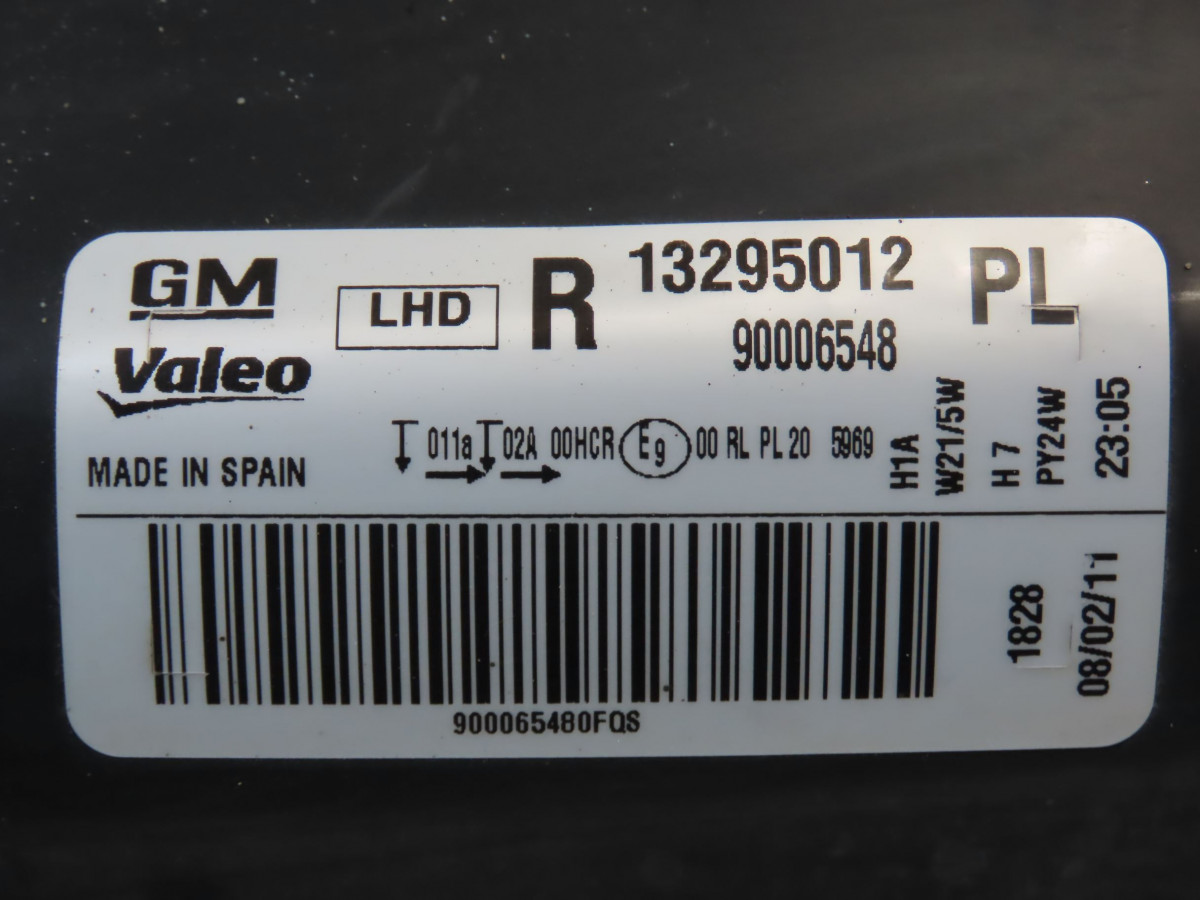 GM
Valeo
MADE IN SPAIN
LHD
R
13295012
90006548
PL
011a 02A 00HCR E9 00 RL PL 20 5969
H1A
W21/5W
H7
PY24W
23:05
1828
08/02/11
900065480FQS